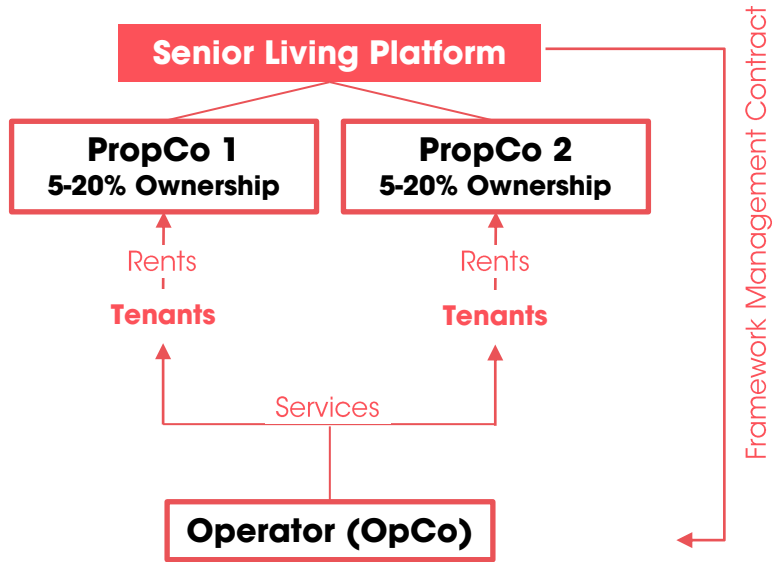 Senior Living Platform
PropCo 1
5-20% Ownership
PropCo 2
5-20% Ownership
Rents
Rents
Tenants
Tenants
Services
Operator (OpCo)
Framework Management Contract